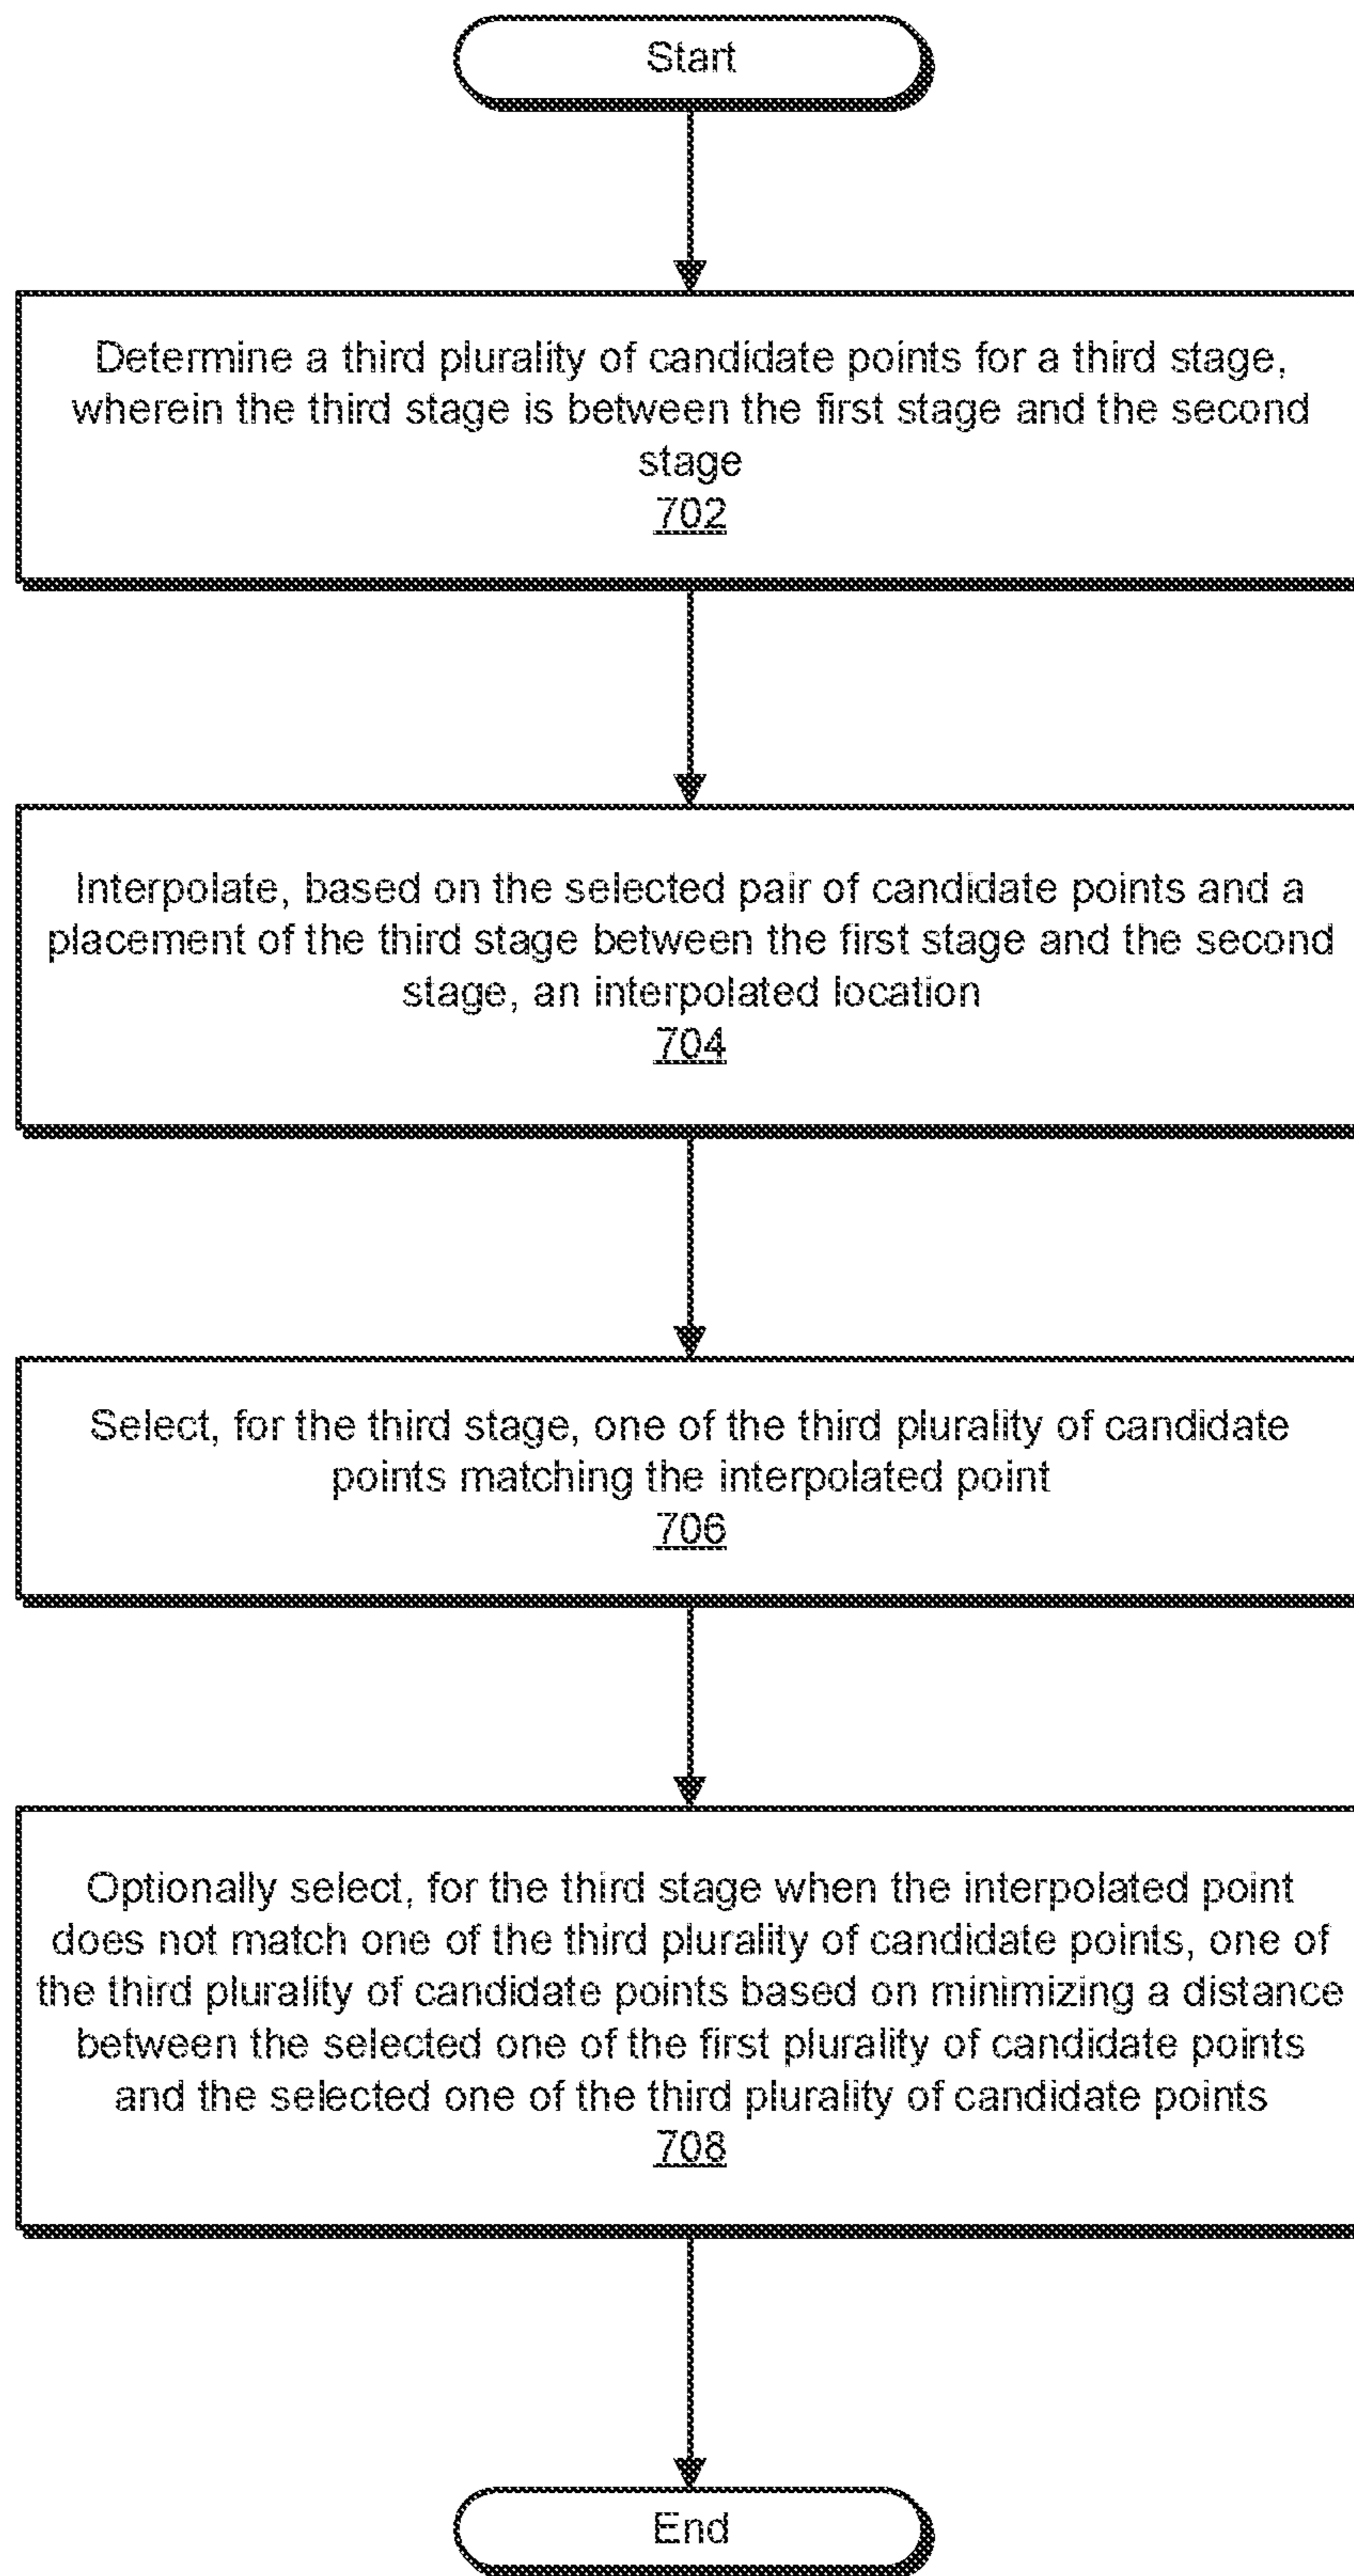 Start
Determine a third plurality of candidate points for a third stage,
wherein the third stage is between the first stage and the second
stage
702
Interpolate, based on the selected pair of candidate points and a
placement of the third stage between the first stage and the second
stage, an interpolated location
704
Select, for the third stage, one of the third plurality of candidate
points matching the interpolated point
706
Optionally select, for the third stage when the interpolated point
does not match one of the third plurality of candidate points, one of
the third plurality of candidate points based on minimizing a distance
between the selected one of the first plurality of candidate points
and the selected one of the third plurality of candidate points
708
End